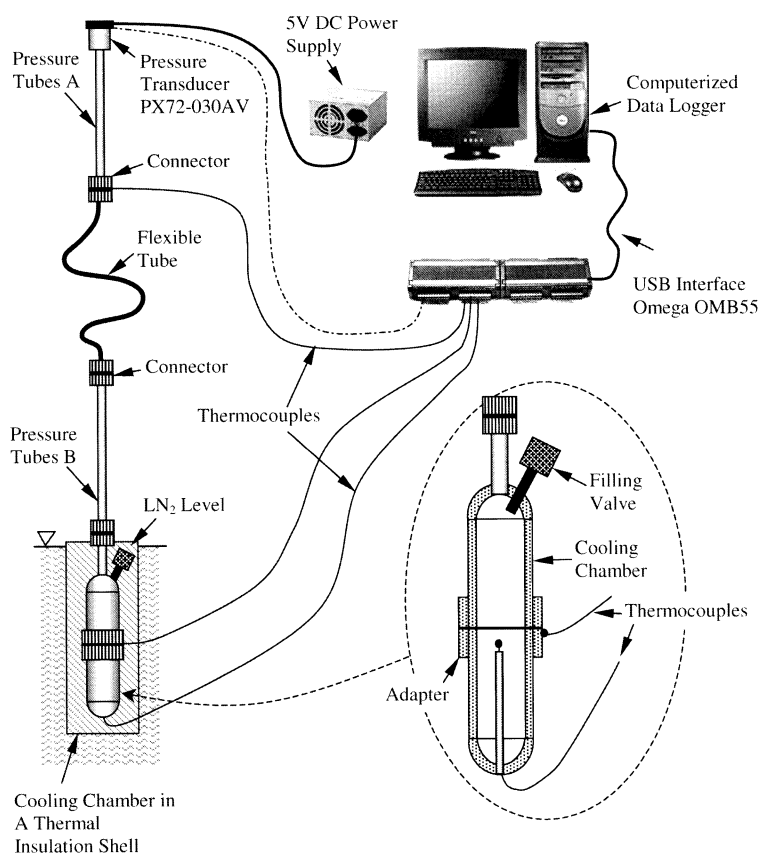 5V DC Power
Supply
Pressure
Tubes A
Pressure
Transducer
PX72-030AV
Computerized
Data Logger
Connector
Flexible
Tube
USB Interface
Omega OMB55
Connector
Thermocouples
Pressure
Tubes B
LN₂ Level
Filling
Valve
Cooling
Chamber
Thermocouples
Adapter
Cooling Chamber in
A Thermal
Insulation Shell